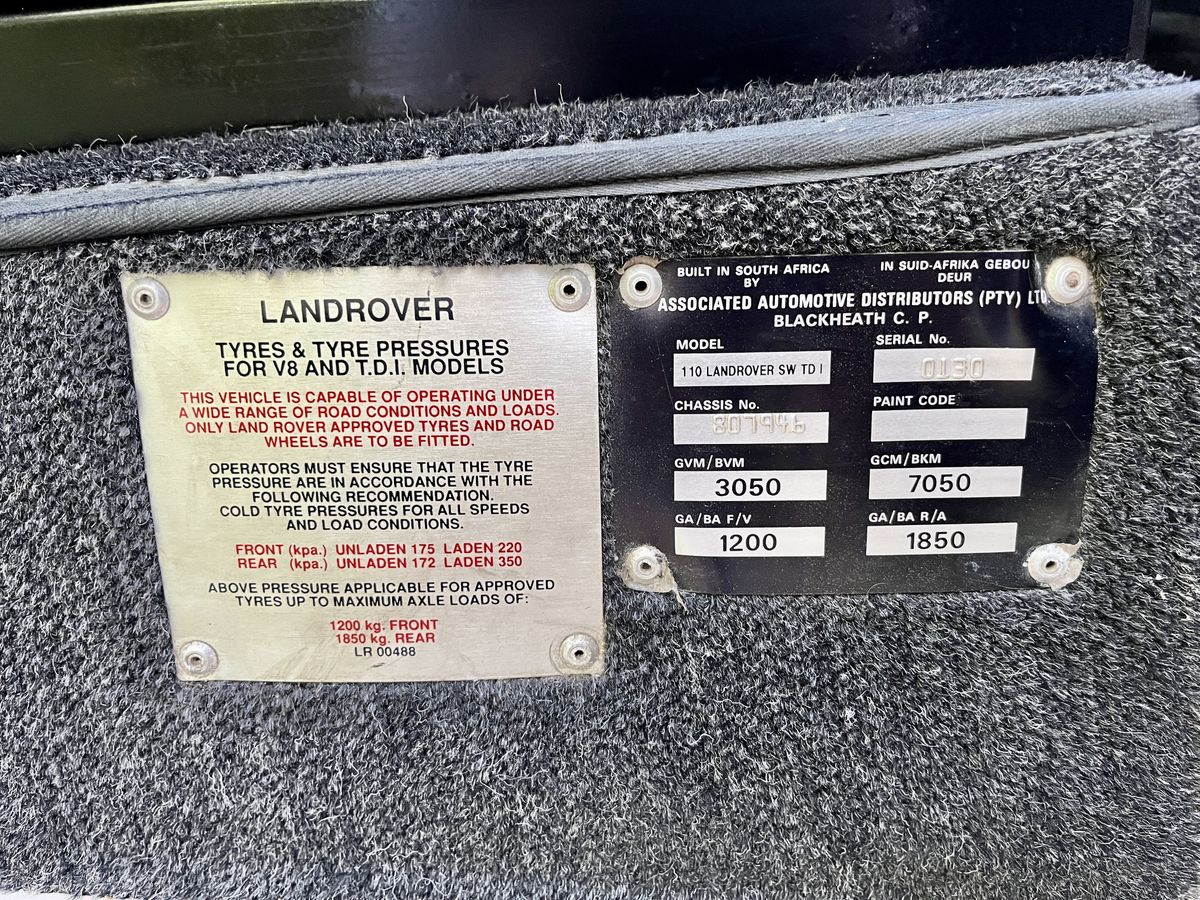 LANDROVER
TYRES & TYRE PRESSURES
FOR V8 AND T.D.I. MODELS
THIS VEHICLE IS CAPABLE OF OPERATING UNDER
A WIDE RANGE OF ROAD CONDITIONS AND LOADS.
ONLY LAND ROVER APPROVED TYRES AND ROAD
WHEELS ARE TO BE FITTED.
OPERATORS MUST ENSURE THAT THE TYRE
PRESSURE ARE IN ACCORDANCE WITH THE
FOLLOWING RECOMMENDATION.
COLD TYRE PRESSURES FOR ALL SPEEDS
AND LOAD CONDITIONS.
FRONT (kpa.) UNLADEN 175 LADEN 220
REAR (kpa.) UNLADEN 172 LADEN 350
ABOVE PRESSURE APPLICABLE FOR APPROVED
TYRES UP TO MAXIMUM AXLE LOADS OF:
1200 kg. FRONT
1850 kg. REAR
LR 00488
BUILT IN SOUTH AFRICA IN SUID-AFRIKA GEBOU
BY DEUR
ASSOCIATED AUTOMOTIVE DISTRIBUTORS (PTY) LTD.
BLACKHEATH C. P.
MODEL SERIAL No.
110 LANDROVER SW TD I
CHASSIS No. PAINT CODE
GVM/BVM GCM/BKM
3050 7050
GA/BA F/V GA/BA R/A
1200 1850